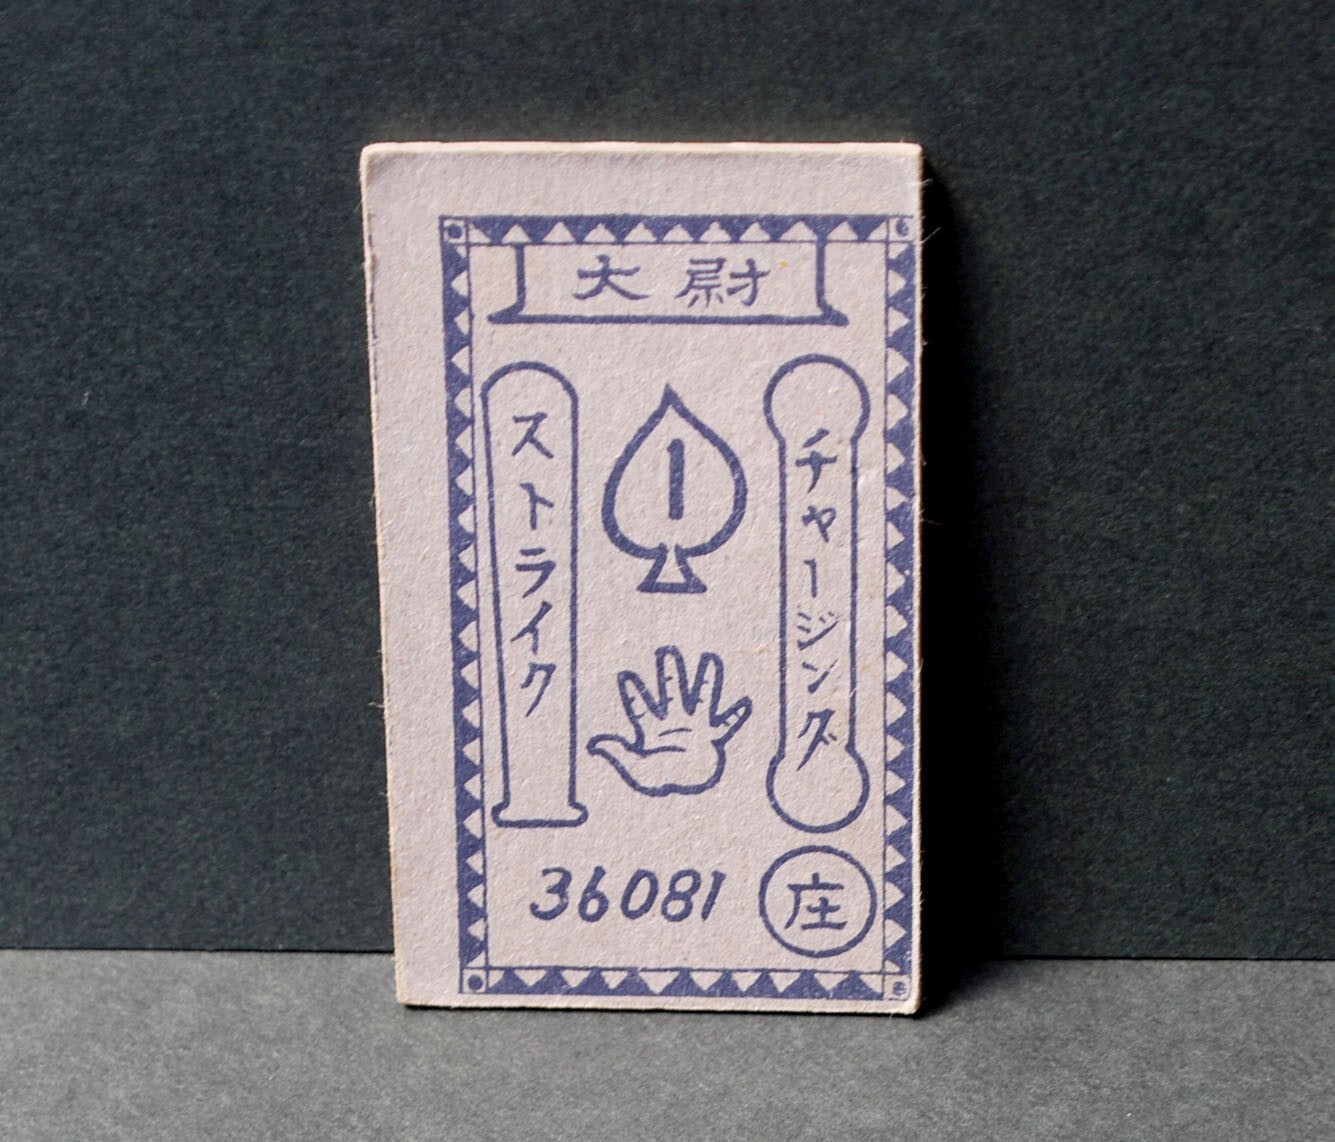 大尉
チャージング
1
ストライク
36081
庄